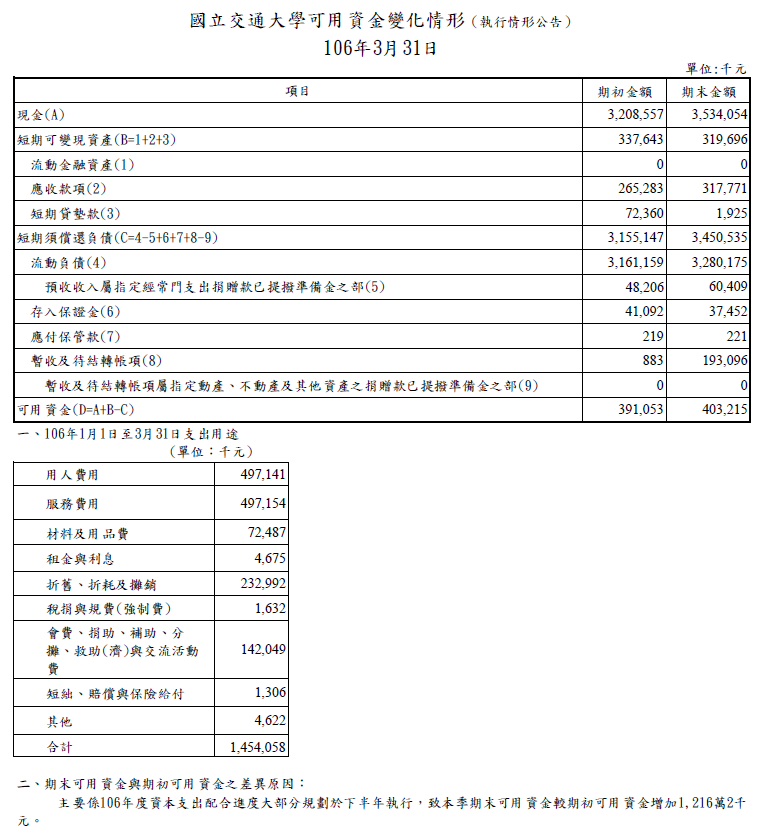 國立交通大學可用資金變化情形（執行情形公告）
106年3月31日
單位:千元
項目 期初金額 期末金額
現金(A) 3,208,557 3,534,054
短期可變現資產(B=1+2+3) 337,643 319,696
流動金融資產(1) 0 0
應收款項(2) 265,283 317,771
短期貸墊款(3) 72,360 1,925
短期須償還負債(C=4-5+6+7+8-9) 3,155,147 3,450,535
流動負債(4) 3,161,159 3,280,175
預收收入屬指定經常門支出捐贈款已提撥準備金之部(5) 48,206 60,409
存入保證金(6) 41,092 37,452
應付保管款(7) 219 221
暫收及待結轉帳項(8) 883 193,096
暫收及待結轉帳項屬指定動產、不動產及其他資產之捐贈款已提撥準備金之部(9) 0 0
可用資金(D=A+B-C) 391,053 403,215
一、106年1月1日至3月31日支出用途
(單位：千元)
用人費用 497,141
服務費用 497,154
材料及用品費 72,487
租金與利息 4,675
折舊、折耗及攤銷 232,992
稅捐與規費(強制費) 1,632
會費、捐助、補助、分
攤、救助(濟)與交流活動 142,049
費
短絀、賠償與保險給付 1,306
其他 4,622
合計 1,454,058
二、期末可用資金與期初可用資金之差異原因：
主要係106年度資本支出配合進度大部分規劃於下半年執行，致本季期末可用資金較期初可用資金增加1,216萬2千
元。